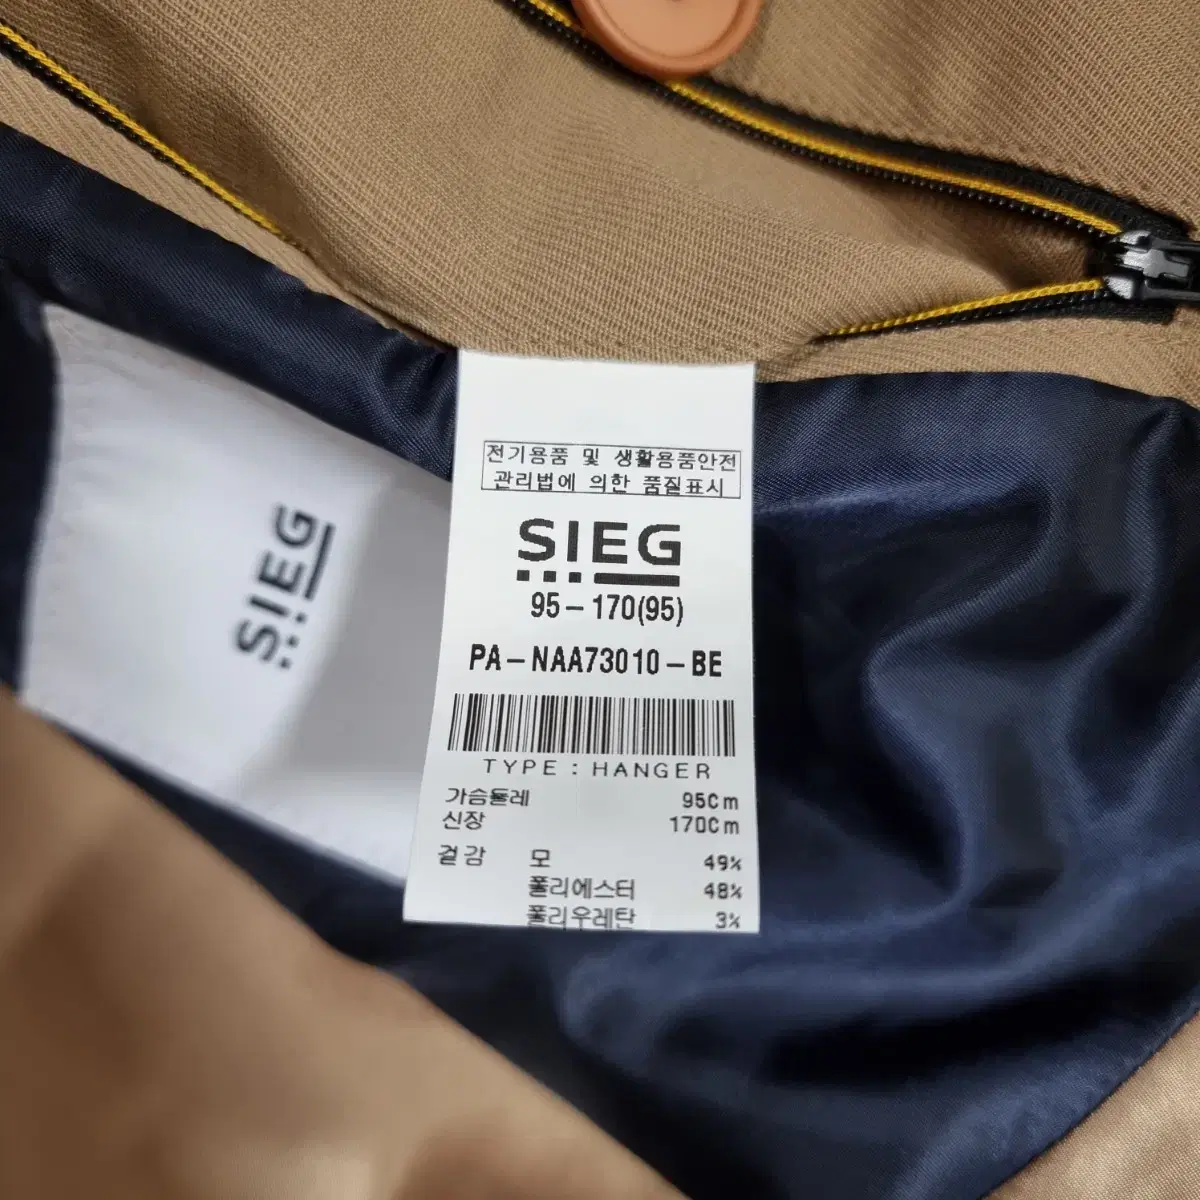 전기용품 및 생활용품안전
관리법에 의한 품질표시
SIEG
95-170(95)
PA-NAA73010-BE
TYPE : HANGER
가슴둘레 95Cm
신장 170Cm
겉감 모 49%
폴리에스터 48%
폴리우레탄 3%
SIEG